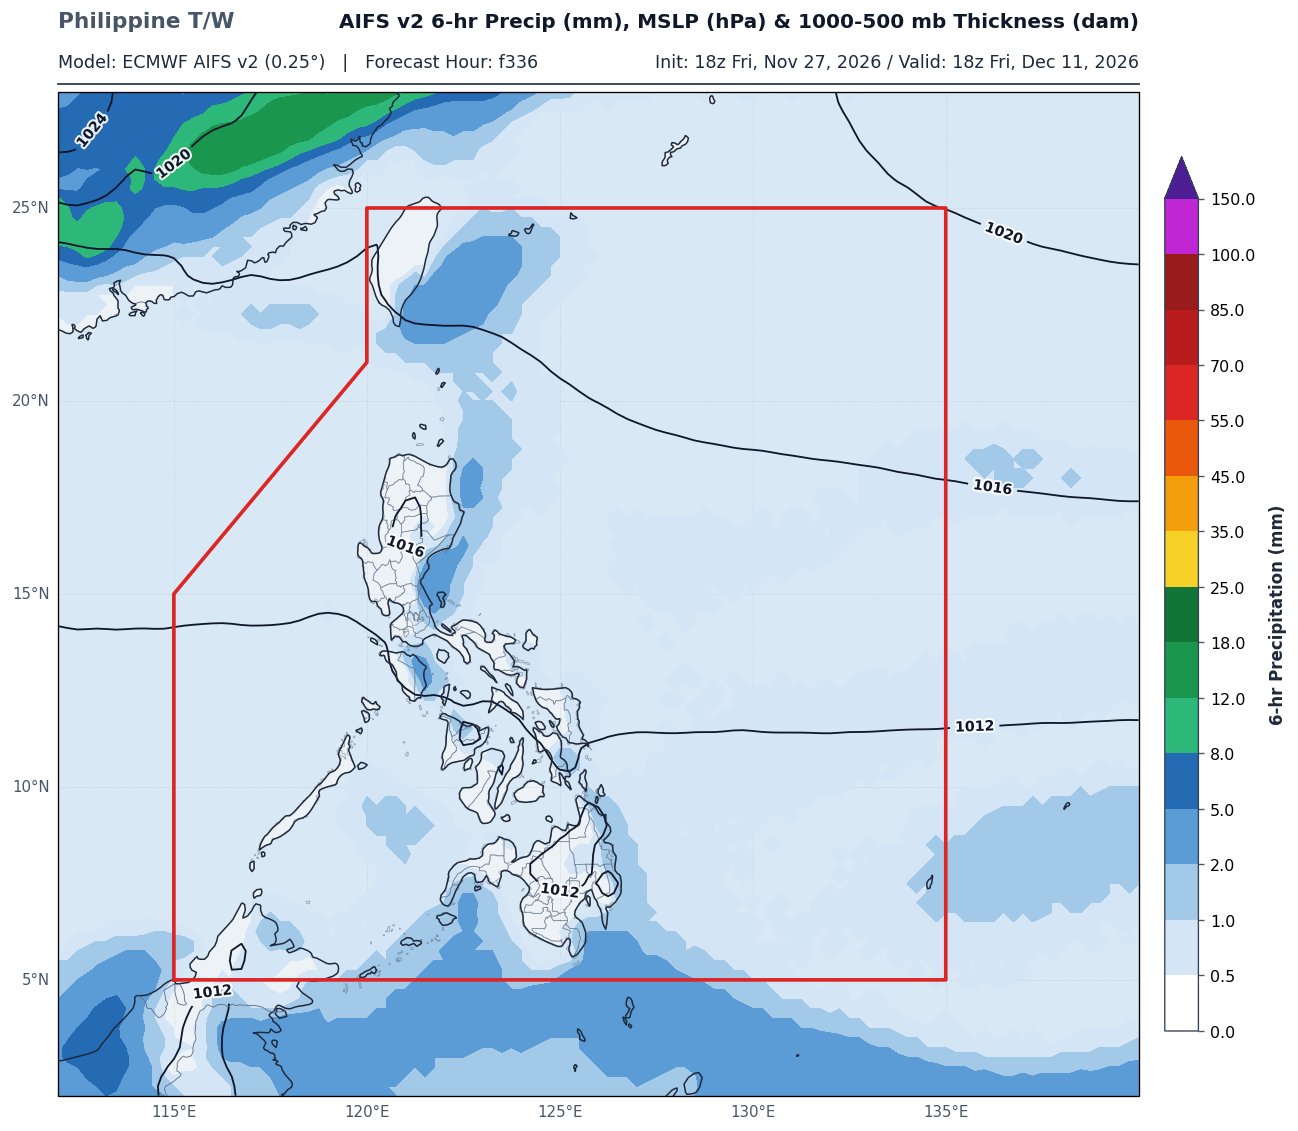 Philippine T/W
AIFS v2 6-hr Precip (mm), MSLP (hPa) & 1000-500 mb Thickness (dam)
Model: ECMWF AIFS v2 (0.25°) | Forecast Hour: f336
Init: 18z Fri, Nov 27, 2026 / Valid: 18z Fri, Dec 11, 2026
1024
1020
1020
1016
1016
1012
1012
1012
25°N
20°N
15°N
10°N
5°N
115°E
120°E
125°E
130°E
135°E
150.0
100.0
85.0
70.0
55.0
45.0
35.0
25.0
18.0
12.0
8.0
5.0
2.0
1.0
0.5
0.0
6-hr Precipitation (mm)